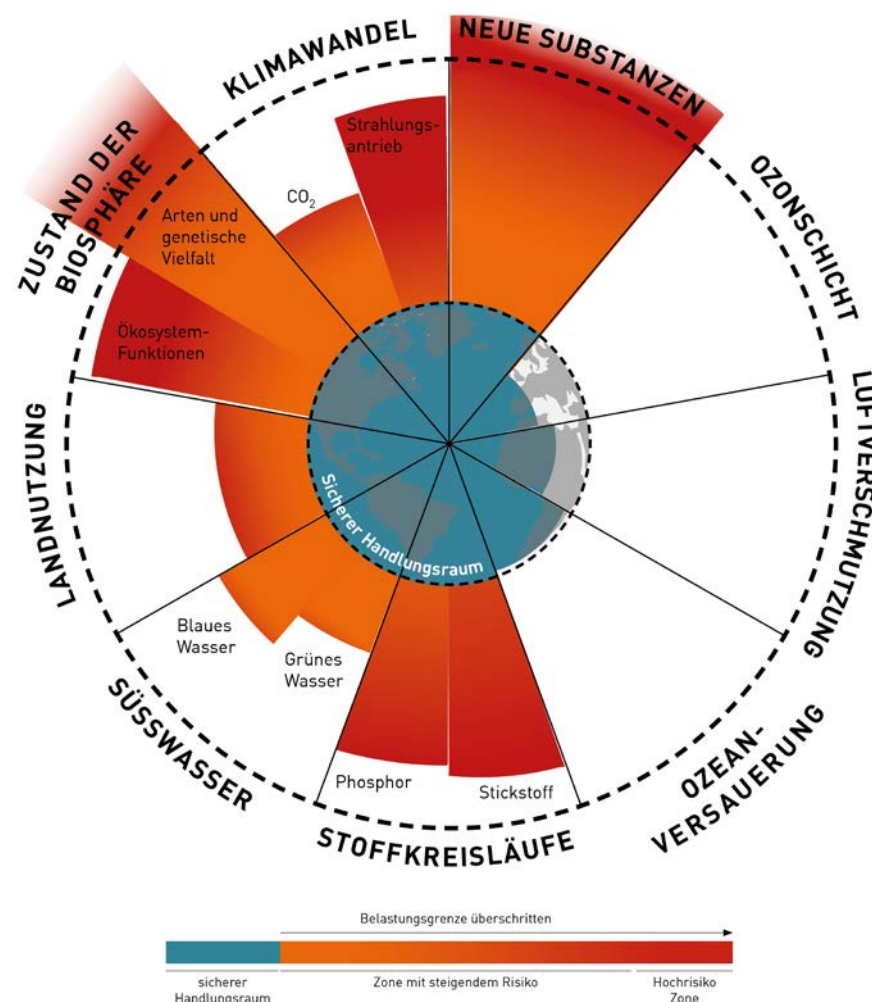 KLIMAWANDEL
NEUE SUBSTANZEN
OZONSCHICHT
LUFTVERSCHMUTZUNG
OZEAN-
VERSAUERUNG
STOFFKREISLÄUFE
SÜSSWASSER
LANDNUTZUNG
ZUSTAND DER
BIOSPHÄRE
Strahlungs-
antrieb
CO₂
Arten und
genetische
Vielfalt
Ökosystem-
Funktionen
Sicherer Handlungsraum
Blaues
Wasser
Grünes
Wasser
Phosphor
Stickstoff
Belastungsgrenze überschritten
sicherer
Handlungsraum
Zone mit steigendem Risiko
Hochrisiko
Zone